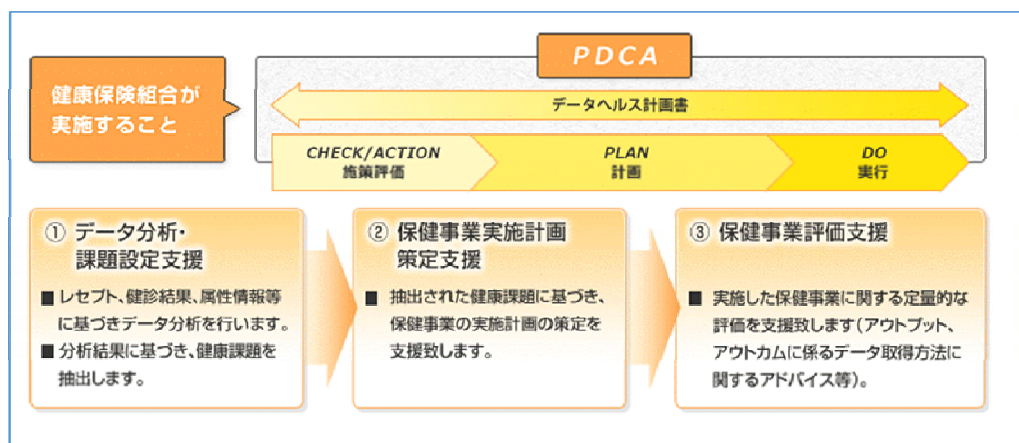 PDCA
健康保険組合が
実施すること
データヘルス計画書
CHECK/ACTION
施策評価
PLAN
計画
DO
実行
① データ分析・
課題設定支援
■ レセプト、健診結果、属性情報等
に基づきデータ分析を行います。
■ 分析結果に基づき、健康課題を
抽出します。
② 保健事業実施計画
策定支援
■ 抽出された健康課題に基づき、
保健事業の実施計画の策定を
支援致します。
③ 保健事業評価支援
■ 実施した保健事業に関する定量的な
評価を支援致します(アウトプット、
アウトカムに係るデータ取得方法に
関するアドバイス等)。